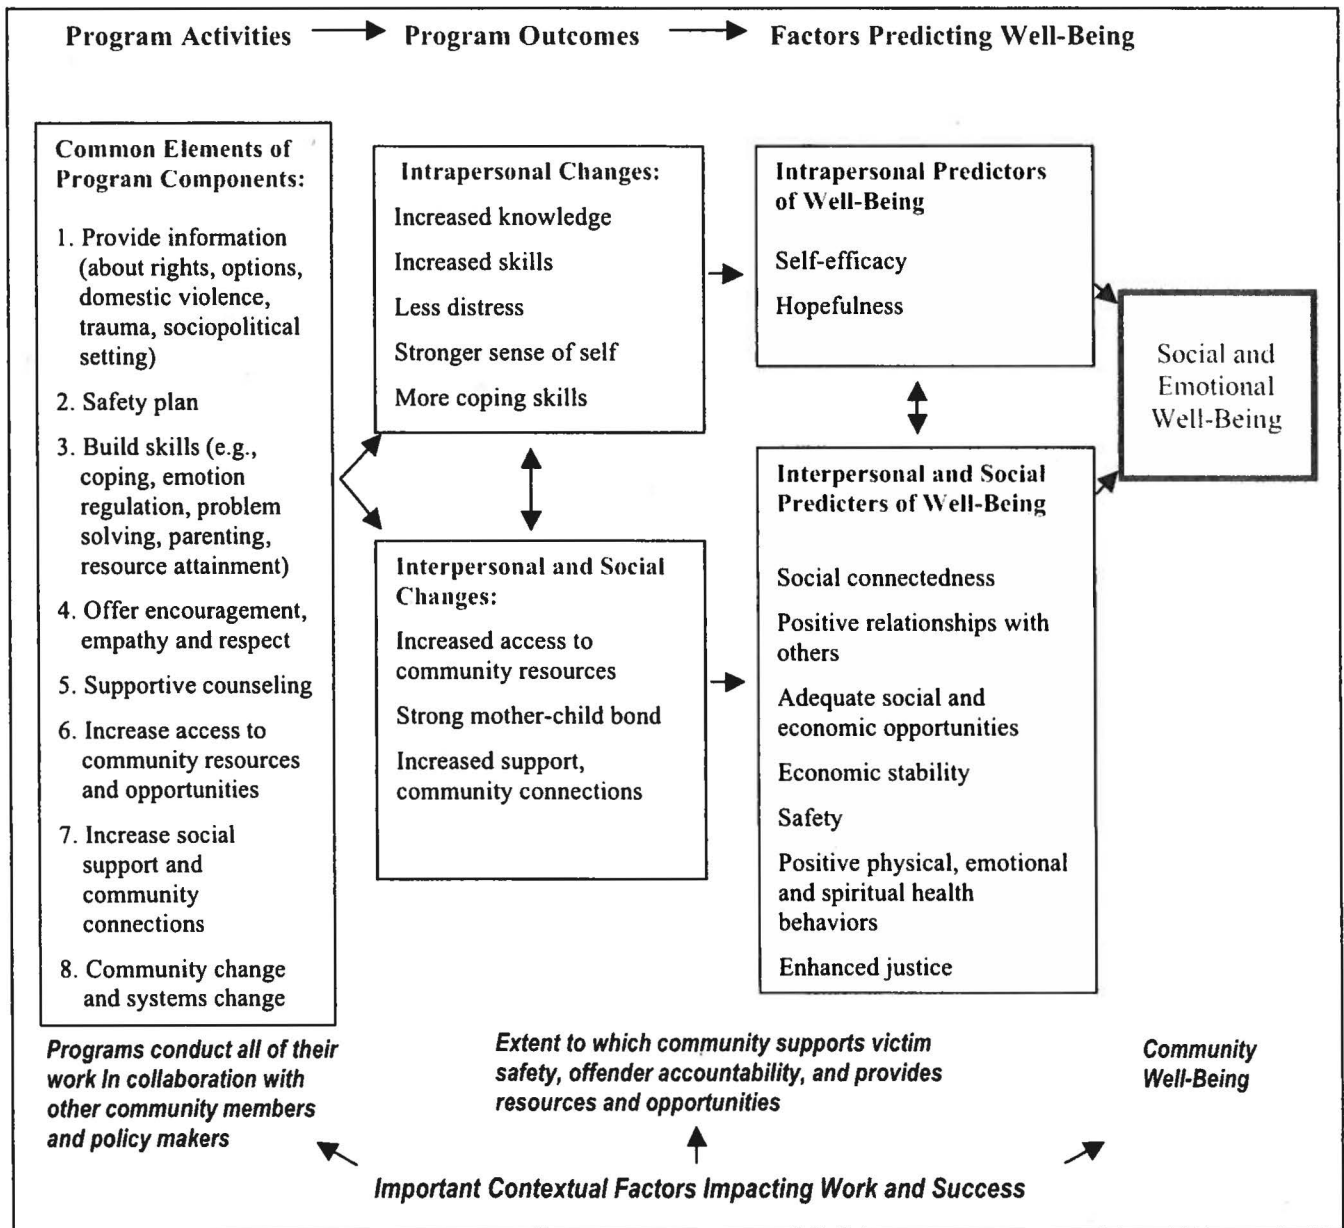 Program Activities
Program Outcomes
Factors Predicting Well-Being
Common Elements of
Program Components:
1. Provide information
(about rights, options,
domestic violence,
trauma, sociopolitical
setting)
2. Safety plan
3. Build skills (e.g.,
coping, emotion
regulation, problem
solving, parenting,
resource attainment)
4. Offer encouragement,
empathy and respect
5. Supportive counseling
6. Increase access to
community resources
and opportunities
7. Increase social
support and
community
connections
8. Community change
and systems change
Intrapersonal Changes:
Increased knowledge
Increased skills
Less distress
Stronger sense of self
More coping skills
Interpersonal and Social
Changes:
Increased access to
community resources
Strong mother-child bond
Increased support,
community connections
Intrapersonal Predictors
of Well-Being
Self-efficacy
Hopefulness
Interpersonal and Social
Predicters of Well-Being
Social connectedness
Positive relationships with
others
Adequate social and
economic opportunities
Economic stability
Safety
Positive physical, emotional
and spiritual health
behaviors
Enhanced justice
Social and
Emotional
Well-Being
Programs conduct all of their
work In collaboration with
other community members
and policy makers
Extent to which community supports victim
safety, offender accountability, and provides
resources and opportunities
Community
Well-Being
Important Contextual Factors Impacting Work and Success